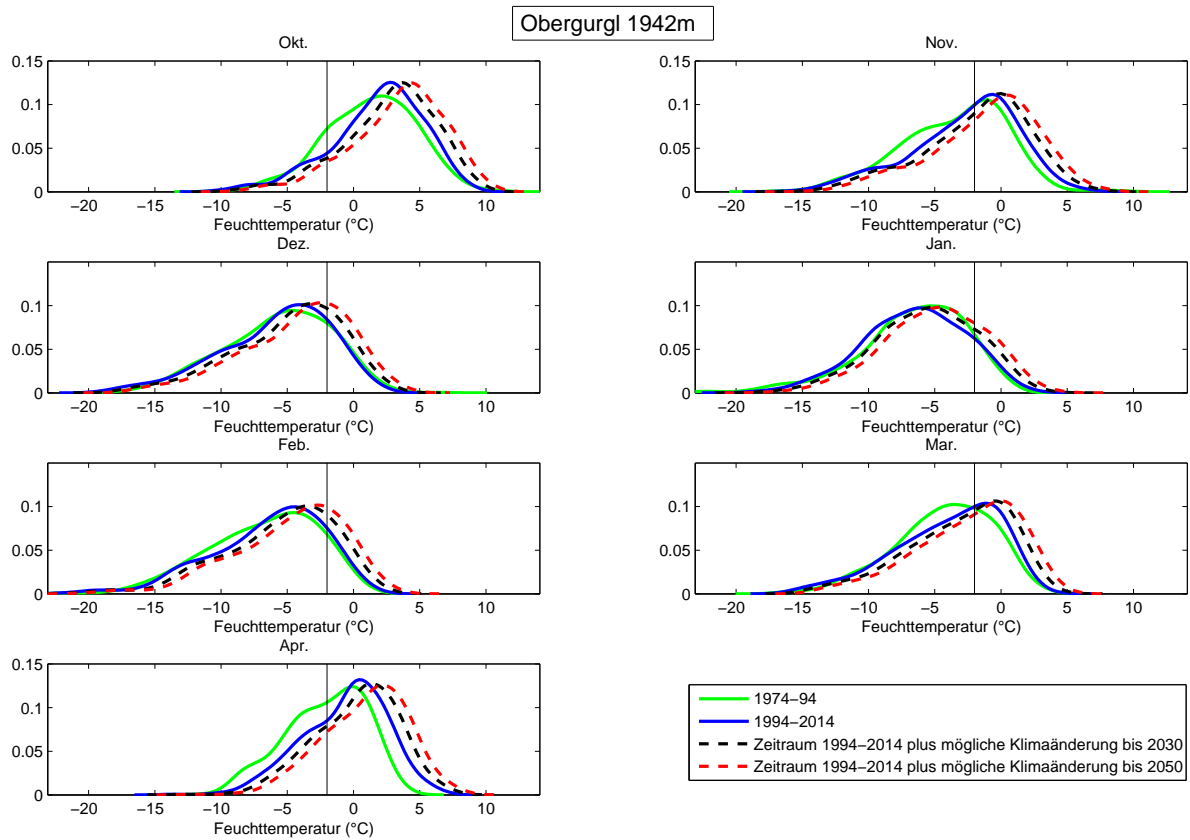 Obergurgl 1942m
Okt.
0.15
0.1
0.05
0
−20 −15 −10 −5 0 5 10
Feuchttemperatur (°C)
Nov.
0.15
0.1
0.05
0
−20 −15 −10 −5 0 5 10
Feuchttemperatur (°C)
Dez.
0.1
0.05
0
−20 −15 −10 −5 0 5 10
Feuchttemperatur (°C)
Jan.
0.1
0.05
0
−20 −15 −10 −5 0 5 10
Feuchttemperatur (°C)
Feb.
0.1
0.05
0
−20 −15 −10 −5 0 5 10
Feuchttemperatur (°C)
Mar.
0.1
0.05
0
−20 −15 −10 −5 0 5 10
Feuchttemperatur (°C)
Apr.
0.15
0.1
0.05
0
−20 −15 −10 −5 0 5 10
Feuchttemperatur (°C)
1974−94
1994−2014
Zeitraum 1994−2014 plus mögliche Klimaänderung bis 2030
Zeitraum 1994−2014 plus mögliche Klimaänderung bis 2050